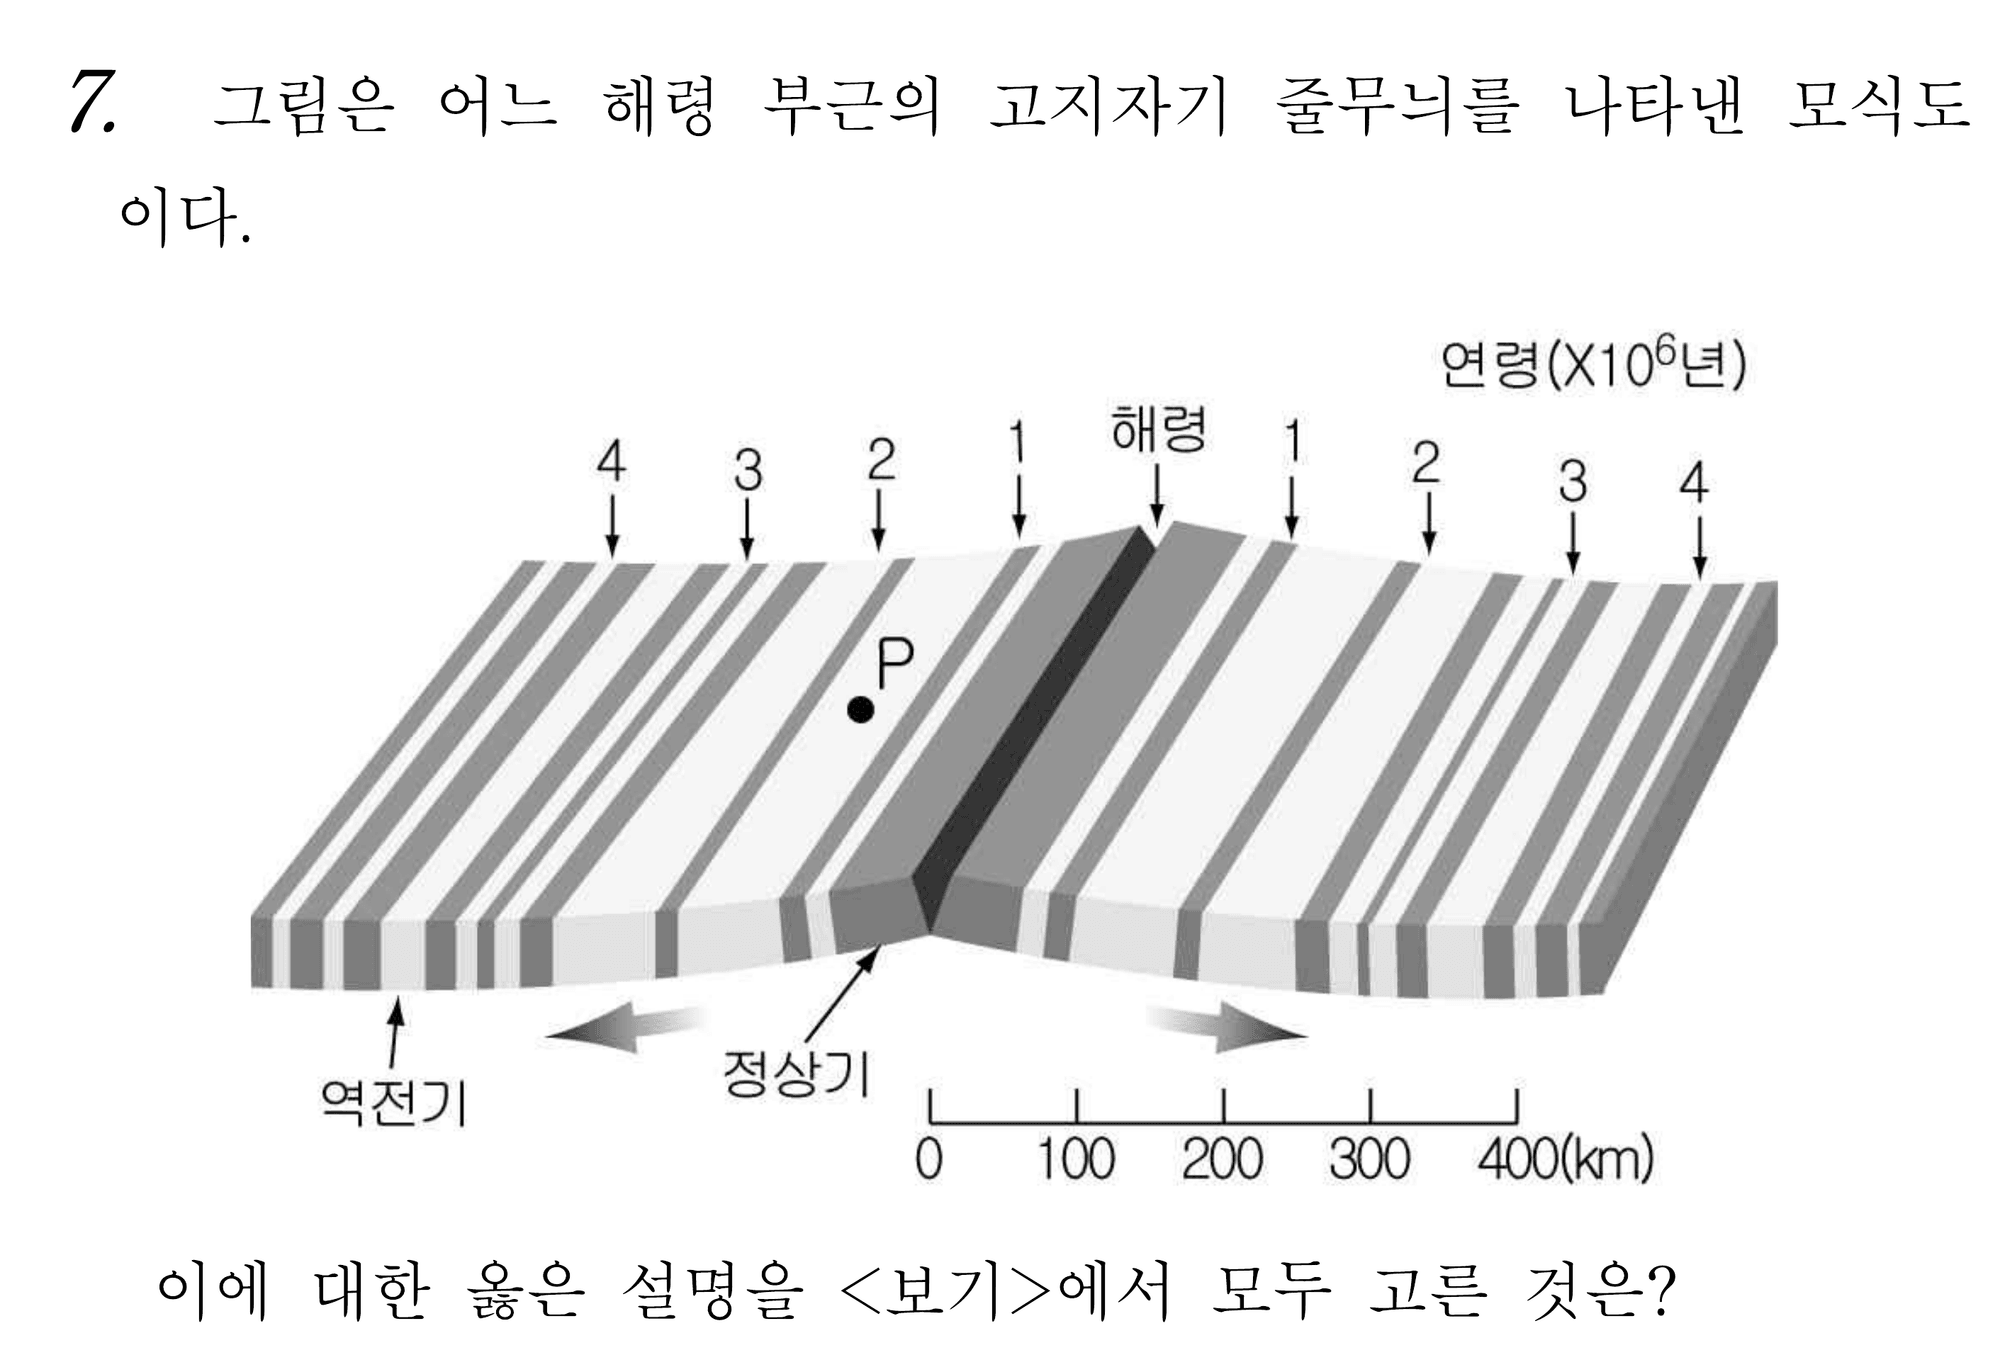 7. 그림은 어느 해령 부근의 고지자기 줄무늬를 나타낸 모식도
이다.
연령(X10⁶년)
4 3 2 1 해령 1 2 3 4
P
역전기
정상기
0 100 200 300 400(km)
이에 대한 옳은 설명을 <보기>에서 모두 고른 것은?